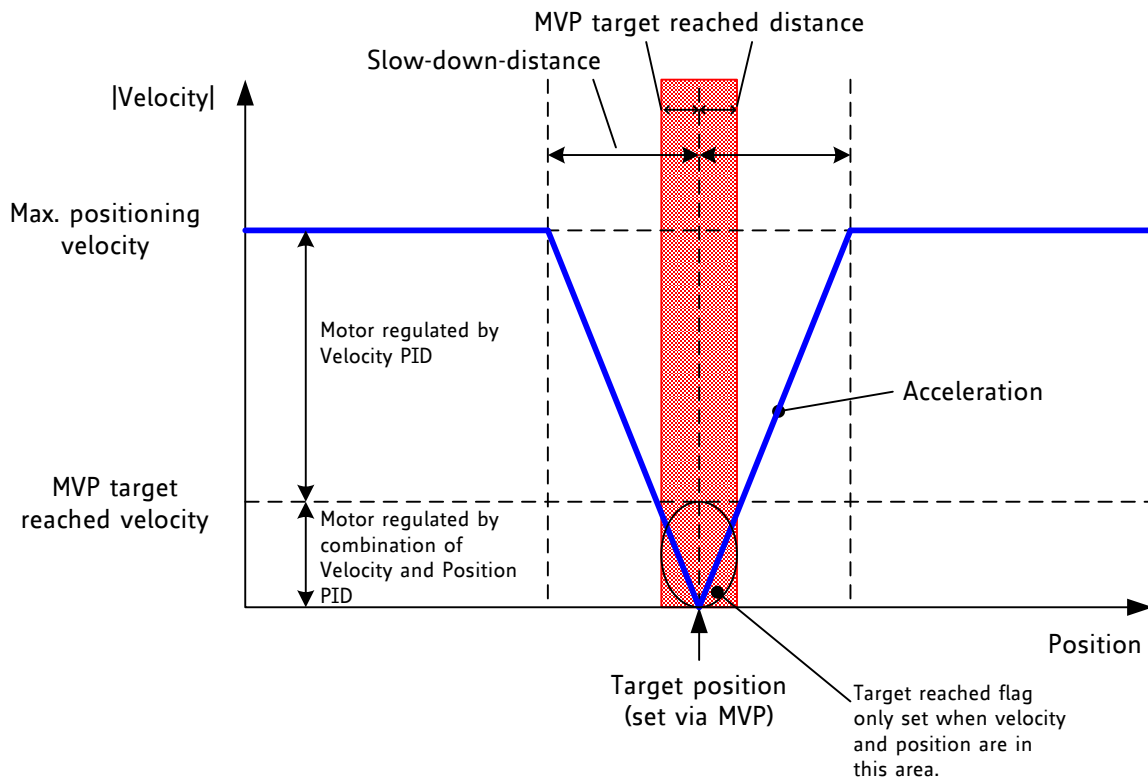 MVP target reached distance
Slow-down-distance
|Velocity|
Max. positioning
velocity
Motor regulated by
Velocity PID
Acceleration
MVP target
reached velocity
Motor regulated by
combination of
Velocity and Position
PID
Position
Target position
(set via MVP)
Target reached flag
only set when velocity
and position are in
this area.